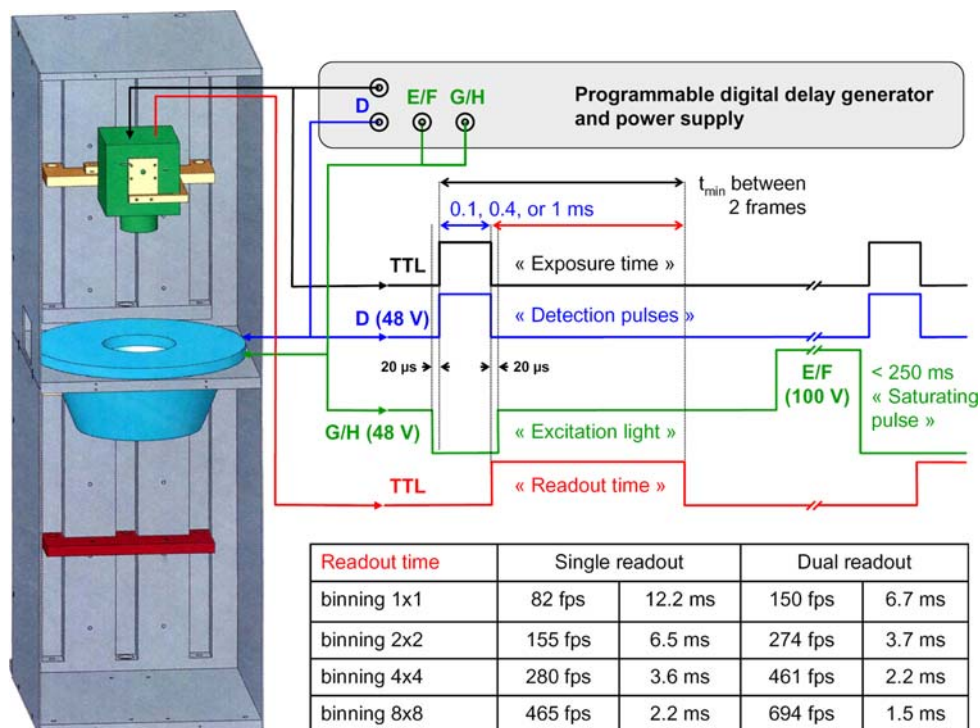 D
E/F
G/H
Programmable digital delay generator
and power supply
tmin between
2 frames
0.1, 0.4, or 1 ms
TTL
« Exposure time »
D (48 V)
« Detection pulses »
20 µs
20 µs
E/F
(100 V)
< 250 ms
« Saturating
pulse »
G/H (48 V)
« Excitation light »
TTL
« Readout time »
Readout time Single readout Dual readout
binning 1x1 82 fps 12.2 ms 150 fps 6.7 ms
binning 2x2 155 fps 6.5 ms 274 fps 3.7 ms
binning 4x4 280 fps 3.6 ms 461 fps 2.2 ms
binning 8x8 465 fps 2.2 ms 694 fps 1.5 ms